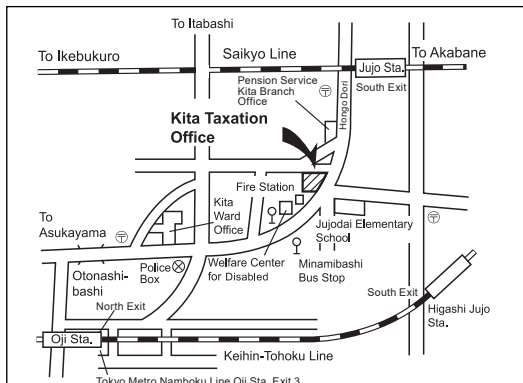 To Itabashi
To Ikebukuro
Saikyo Line
Jujo Sta.
To Akabane
South Exit
Pension Service
Kita Branch
Office
Hongo Dori
Kita Taxation
Office
Fire Station
Kita
Ward
Office
To
Asukayama
Jujodai Elementary
School
Otonashi-
bashi
Police
Box
Welfare Center
for Disabled
Minamibashi
Bus Stop
North Exit
South Exit
Higashi Jujo
Sta.
Oji Sta.
Keihin-Tohoku Line
Tokyo Metro Namboku Line Oji Sta. Exit 3